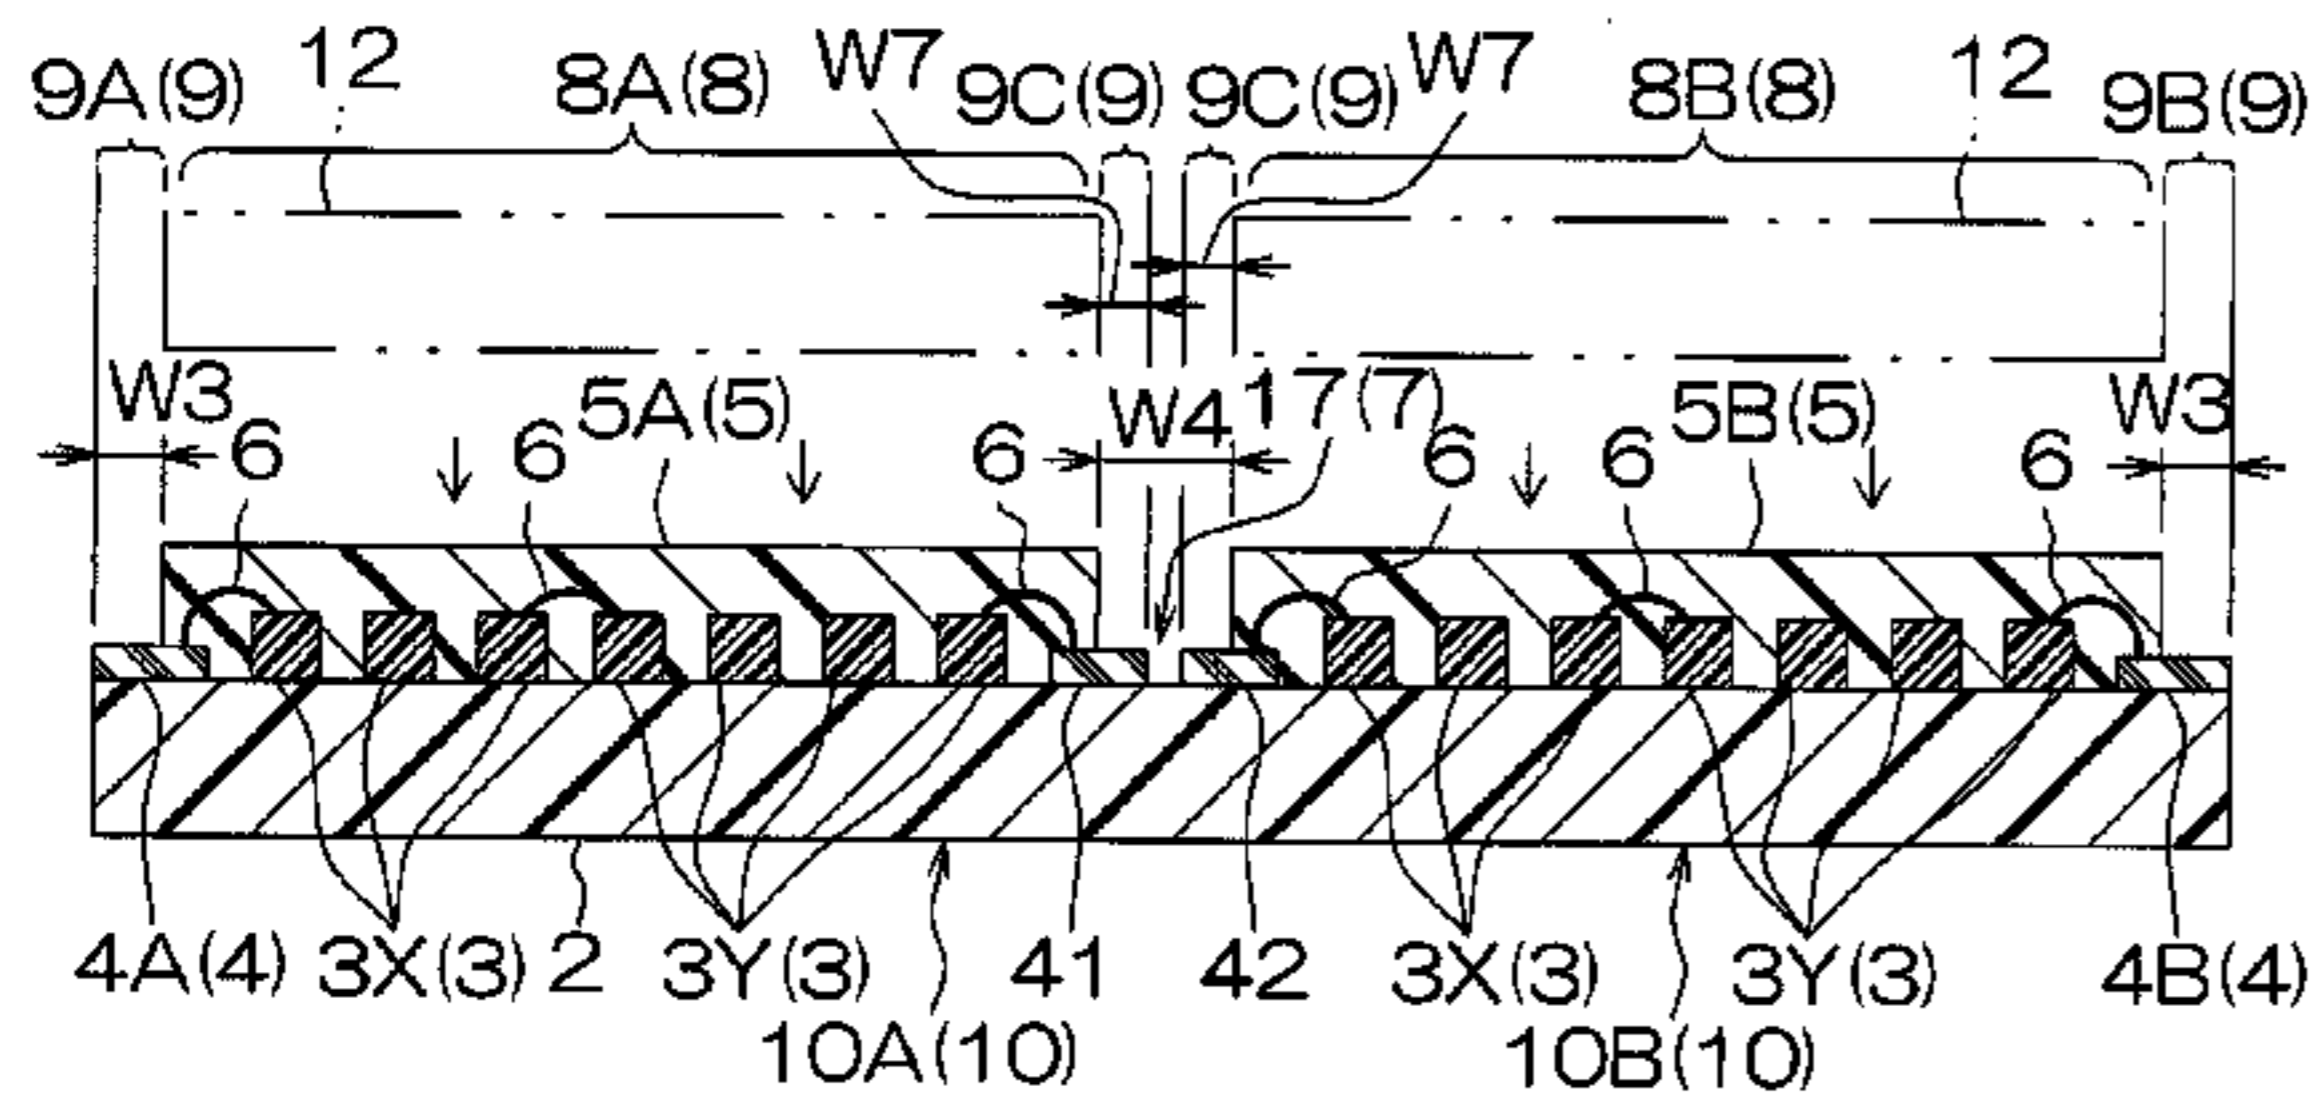 9A(9) 12 8A(8) W7 9C(9) 9C(9) W7 8B(8) 12 9B(9)
W3 6 6 5A(5) 6 W4 17(7) 6 6 5B(5) 6 W3
4A(4) 3X(3) 2 3Y(3) 41 42 3X(3) 3Y(3) 4B(4)
10A(10) 10B(10)